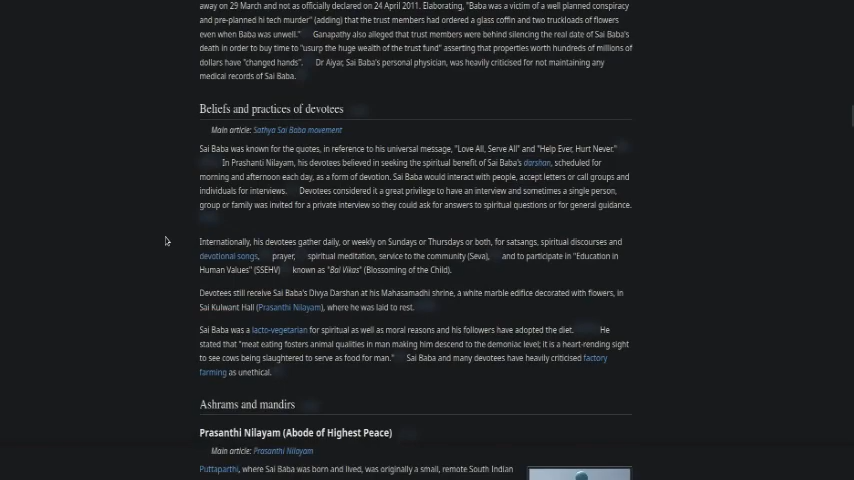 away on 29 March and not as officially declared on 24 April 2011. Elaborating, "Baba was a victim of a well planned conspiracy
and pre-planned hi tech murder" (adding) that the trust members had ordered a glass coffin and two truckloads of flowers
even when Baba was unwell." Ganapathy also alleged that trust members were behind silencing the real date of Sai Baba's
death in order to buy time to "usurp the huge wealth of the trust fund" asserting that properties worth hundreds of millions of
dollars have "changed hands". Dr Aiyar, Sai Baba's personal physician, was heavily criticised for not maintaining any
medical records of Sai Baba.
Beliefs and practices of devotees
Main article: Sathya Sai Baba movement
Sai Baba was known for the quotes, in reference to his universal message, "Love All, Serve All" and "Help Ever, Hurt Never."
In Prashanti Nilayam, his devotees believed in seeking the spiritual benefit of Sai Baba's darshan, scheduled for
morning and afternoon each day, as a form of devotion. Sai Baba would interact with people, accept letters or call groups and
individuals for interviews. Devotees considered it a great privilege to have an interview and sometimes a single person,
group or family was invited for a private interview so they could ask for answers to spiritual questions or for general guidance.
Internationally, his devotees gather daily, or weekly on Sundays or Thursdays or both, for satsangs, spiritual discourses and
devotional songs, prayer, spiritual meditation, service to the community (Seva), and to participate in "Education in
Human Values" (SSEHV) known as "Bal Vikas" (Blossoming of the Child).
Devotees still receive Sai Baba's Divya Darshan at his Mahasamadhi shrine, a white marble edifice decorated with flowers, in
Sai Kulwant Hall (Prasanthi Nilayam), where he was laid to rest.
Sai Baba was a lacto-vegetarian for spiritual as well as moral reasons and his followers have adopted the diet. He
stated that "meat eating fosters animal qualities in man making him descend to the demoniac level; it is a heart-rending sight
to see cows being slaughtered to serve as food for man." Sai Baba and many devotees have heavily criticised factory
farming as unethical.
Ashrams and mandirs
Prasanthi Nilayam (Abode of Highest Peace)
Main article: Prasanthi Nilayam
Puttaparthi, where Sai Baba was born and lived, was originally a small, remote South Indian